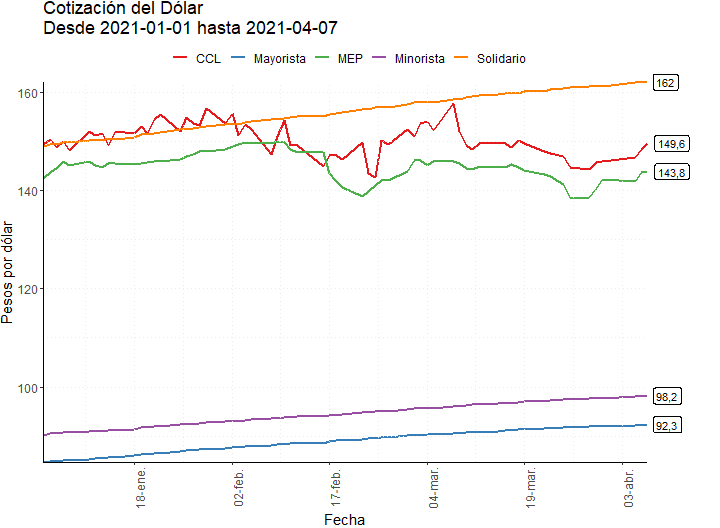 Cotización del Dólar
Desde 2021-01-01 hasta 2021-04-07
CCL Mayorista MEP Minorista Solidario
Pesos por dólar
160
140
120
100
162
149,6
143,8
98,2
92,3
18-ene.
02-feb.
17-feb.
04-mar.
19-mar.
03-abr.
Fecha